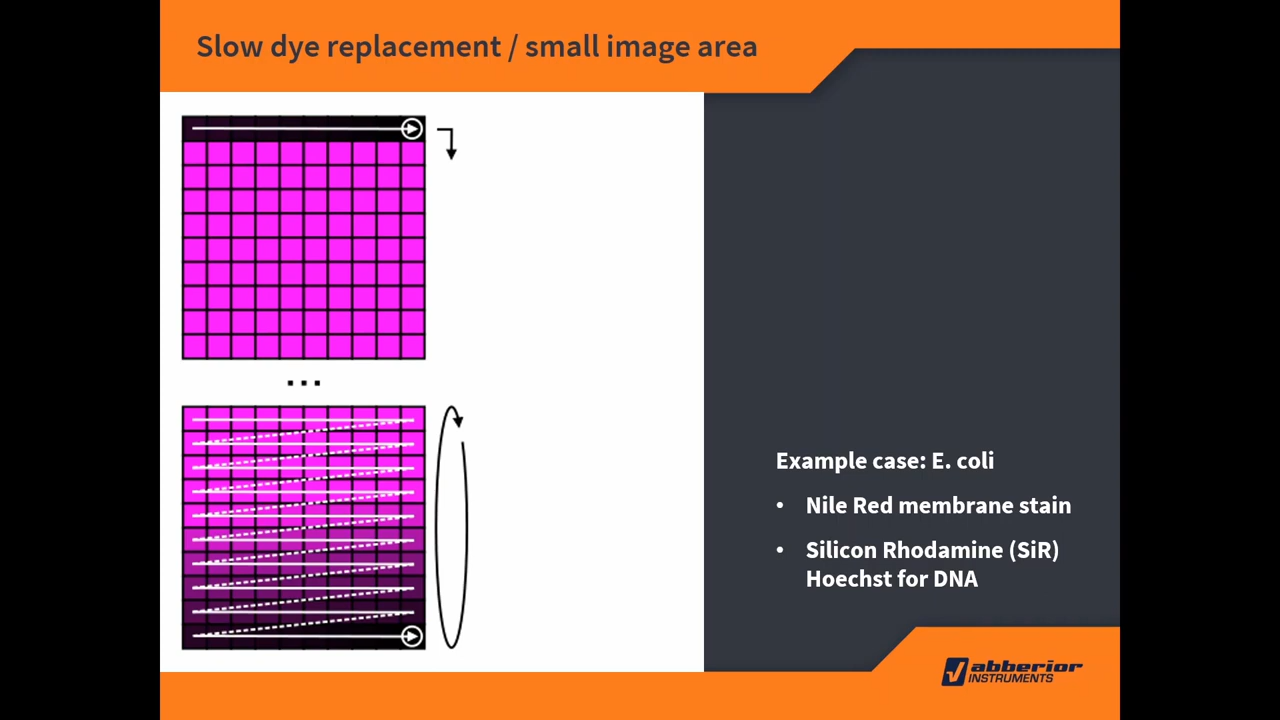 Slow dye replacement / small image area
...
Example case: E. coli
• Nile Red membrane stain
• Silicon Rhodamine (SiR)
Hoechst for DNA
abberior
INSTRUMENTS